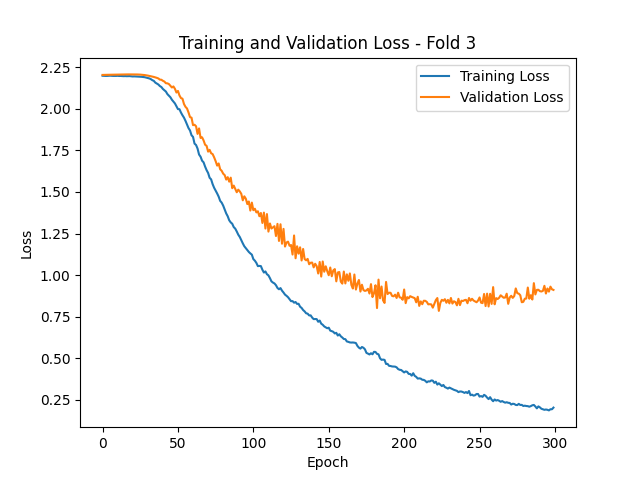 Training and Validation Loss - Fold 3
Training Loss
Validation Loss
Loss
2.25
2.00
1.75
1.50
1.25
1.00
0.75
0.50
0.25
0 50 100 150 200 250 300
Epoch